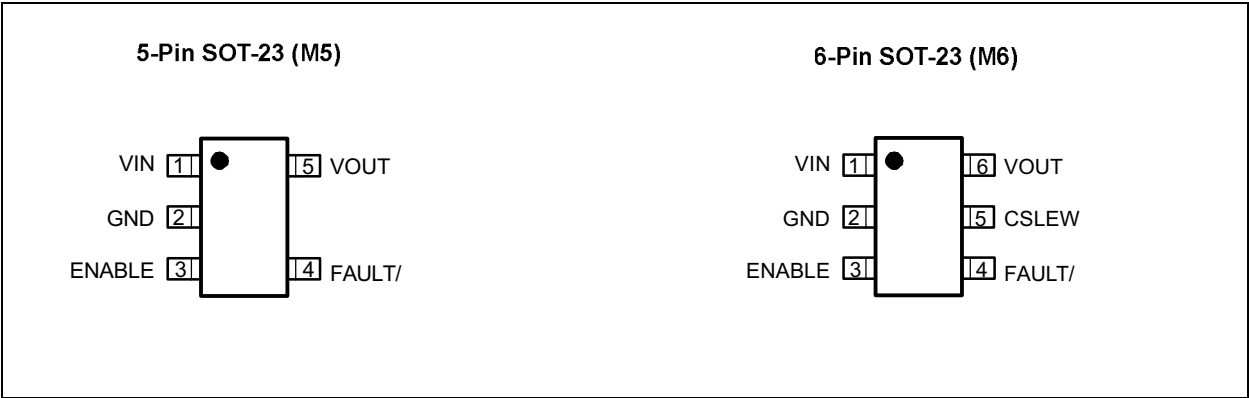 5-Pin SOT-23 (M5)
VIN 1 5 VOUT
GND 2
ENABLE 3 4 FAULT/
6-Pin SOT-23 (M6)
VIN 1 6 VOUT
GND 2 5 CSLEW
ENABLE 3 4 FAULT/